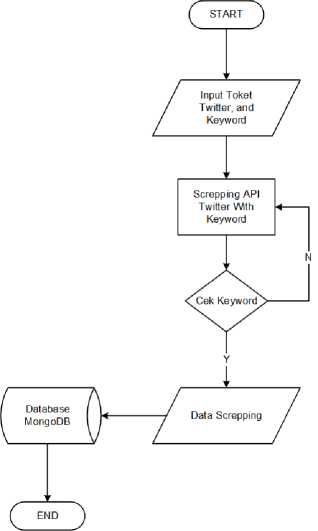 START
Input Toket
Twitter, and
Keyword
Screpping API
Twitter With
Keyword
N
Cek Keyword
Y
Database
MongoDB
Data Screpping
END